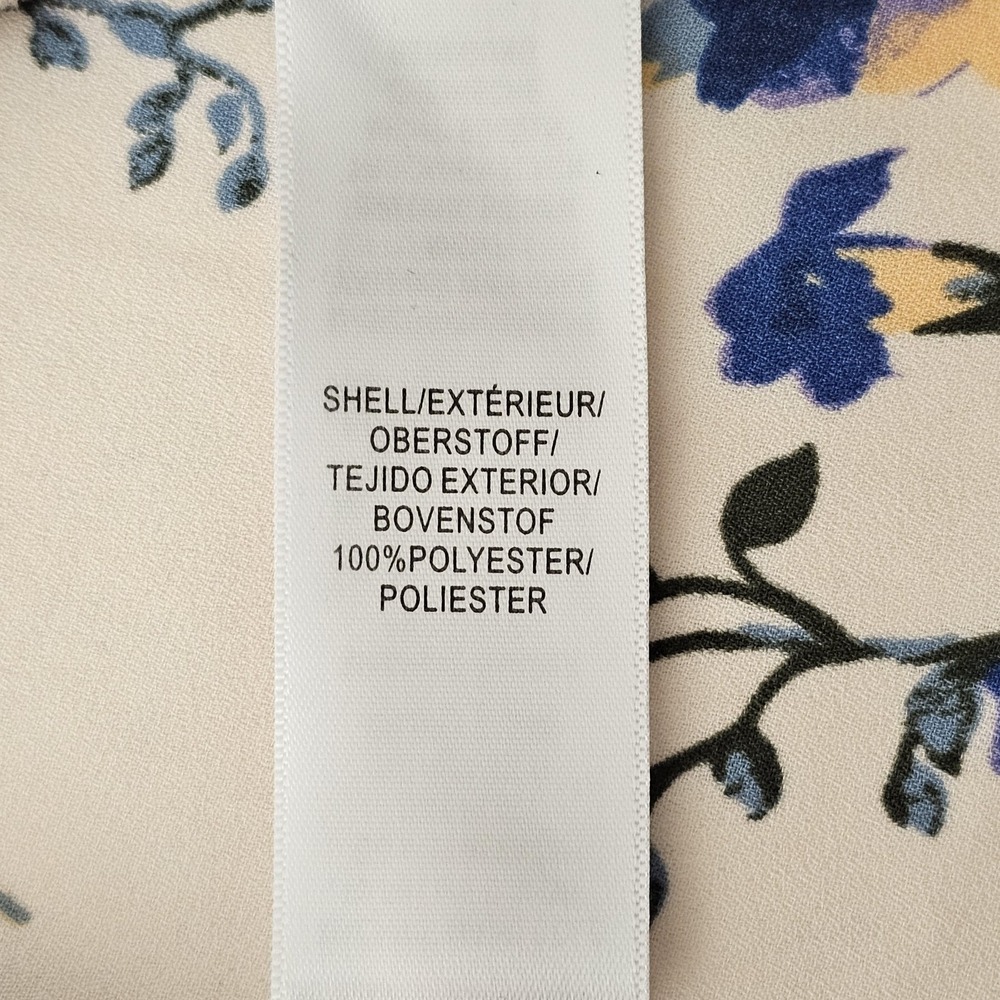 SHELL/EXTÉRIEUR/
OBERSTOFF/
TEJIDO EXTERIOR/
BOVENSTOF
100%POLYESTER/
POLIESTER